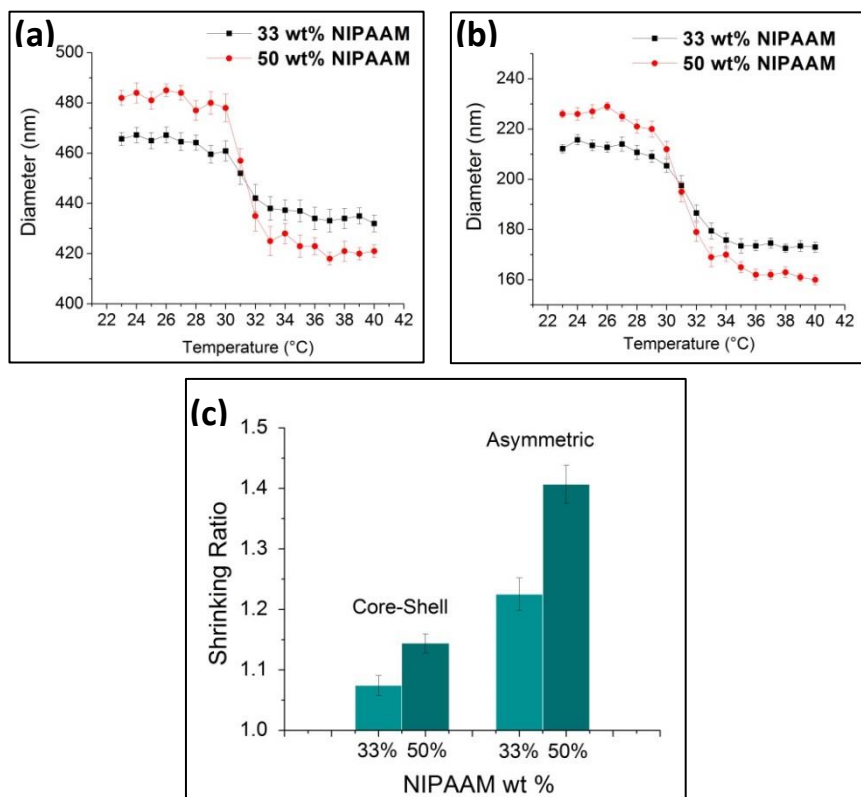 (a)
33 wt% NIPAAM
50 wt% NIPAAM
500
480
460
440
420
400
Diameter (nm)
22 24 26 28 30 32 34 36 38 40 42
Temperature (°C)
(b)
33 wt% NIPAAM
50 wt% NIPAAM
240
220
200
180
160
Diameter (nm)
22 24 26 28 30 32 34 36 38 40 42
Temperature (°C)
(c)
1.5
1.4
1.3
1.2
1.1
1.0
Shrinking Ratio
Asymmetric
Core-Shell
33% 50% 33% 50%
NIPAAM wt %